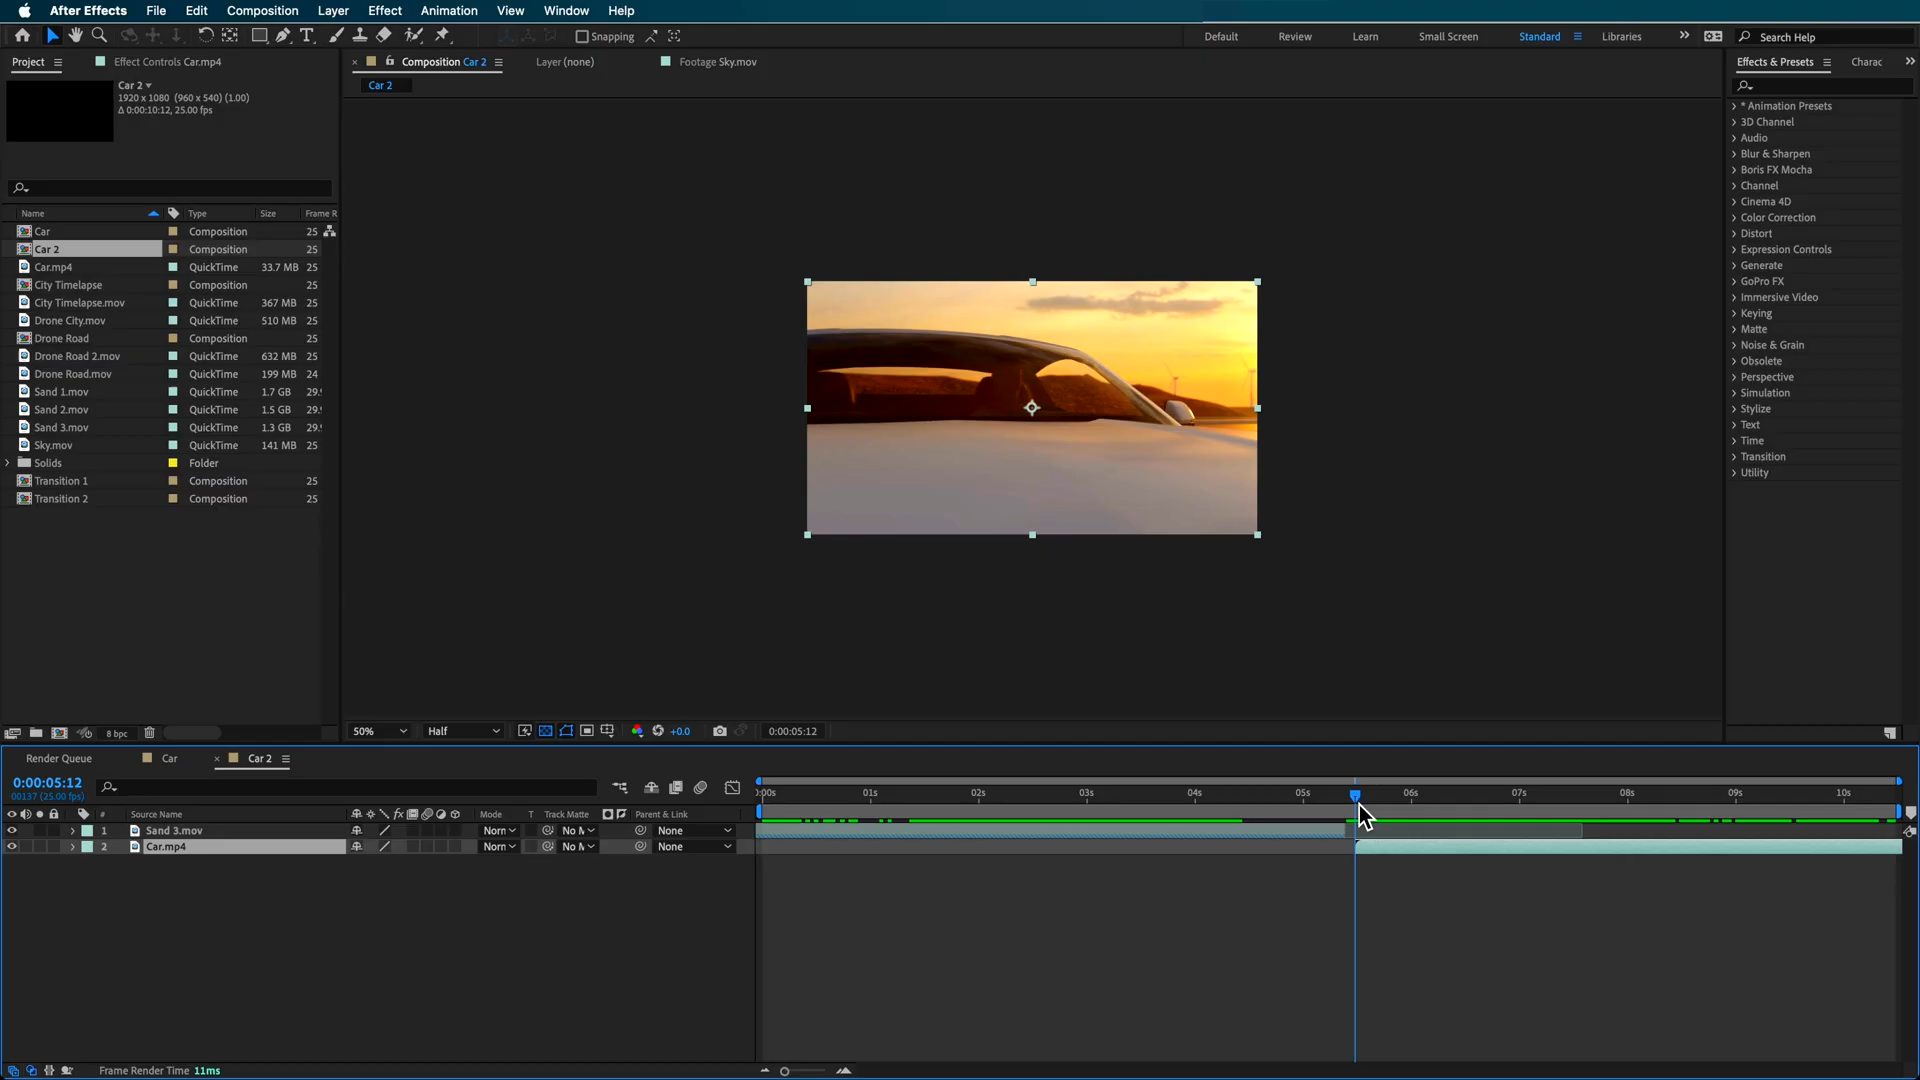 After Effects File Edit Composition Layer Effect Animation View Window Help
Snapping Default Review Learn Small Screen Standard Libraries Search Help
Project Effect Controls Car.mp4 Composition Car 2 Layer (none) Footage Sky.mov Effects & Presets Charac
Car 2
1920 x 1080 (960 x 540) (1.00)
Δ 0:00:10:12, 25.00 fps
Car 2
Name Type Size Frame R
Car Composition 25
Car 2 Composition 25
Car.mp4 QuickTime 33.7 MB 25
City Timelapse Composition 25
City Timelapse.mov QuickTime 367 MB 25
Drone City.mov QuickTime 510 MB 25
Drone Road Composition 25
Drone Road 2.mov QuickTime 632 MB 25
Drone Road.mov QuickTime 199 MB 24
Sand 1.mov QuickTime 1.7 GB 29.
Sand 2.mov QuickTime 1.5 GB 29.
Sand 3.mov QuickTime 1.3 GB 29.
Sky.mov QuickTime 141 MB 25
Solids Folder
Transition 1 Composition 25
Transition 2 Composition 25
* Animation Presets
3D Channel
Audio
Blur & Sharpen
Boris FX Mocha
Channel
Cinema 4D
Color Correction
Distort
Expression Controls
Generate
GoPro FX
Immersive Video
Keying
Matte
Noise & Grain
Obsolete
Perspective
Simulation
Stylize
Text
Time
Transition
Utility
8 bpc 50% Half +0.0 0:00:05:12
Render Queue Car Car 2
0:00:05:12
00137 (25.00 fps)
:00s 01s 02s 03s 04s 05s 06s 07s 08s 09s 10s
# Source Name fx Mode T Track Matte Parent & Link
1 Sand 3.mov Norn No M None
2 Car.mp4 Norn No M None
Frame Render Time 11ms